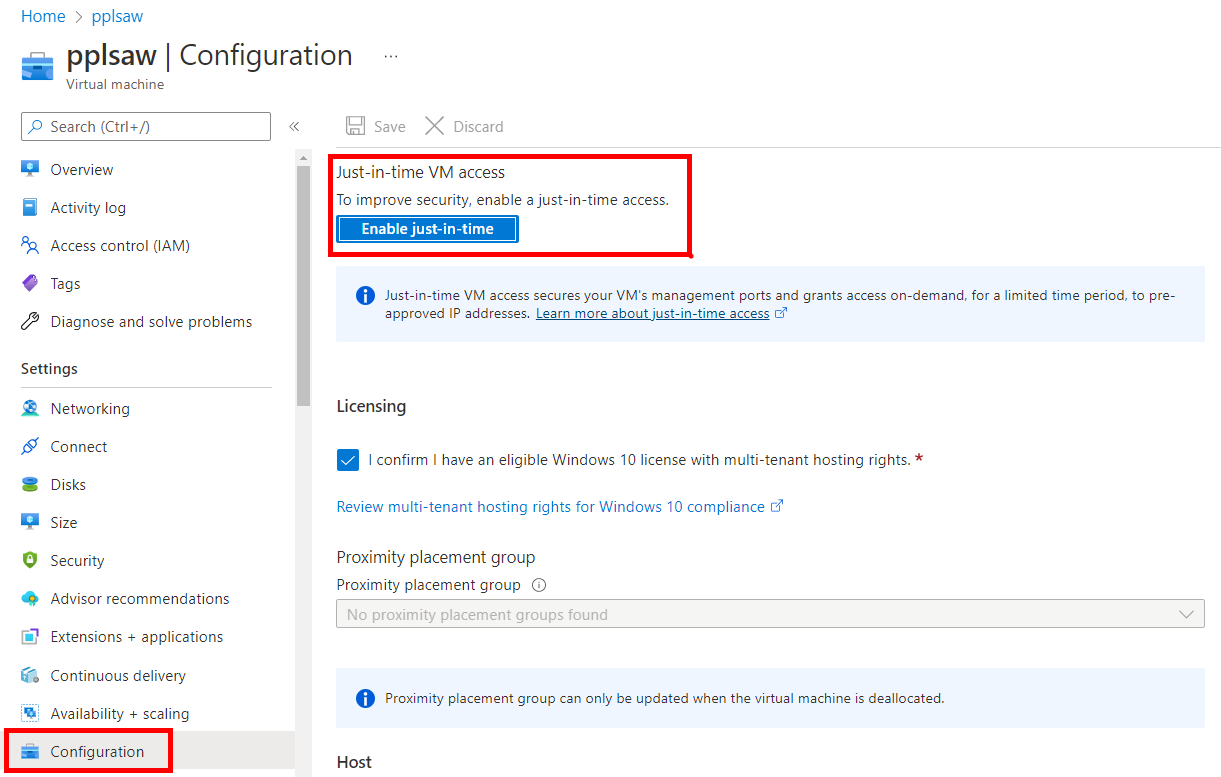 Home > pplsaw
pplsaw | Configuration ...
Virtual machine
Search (Ctrl+/) «
Overview
Activity log
Access control (IAM)
Tags
Diagnose and solve problems
Settings
Networking
Connect
Disks
Size
Security
Advisor recommendations
Extensions + applications
Continuous delivery
Availability + scaling
Configuration
Save Discard
Just-in-time VM access
To improve security, enable a just-in-time access.
Enable just-in-time
Just-in-time VM access secures your VM's management ports and grants access on-demand, for a limited time period, to pre-
approved IP addresses. Learn more about just-in-time access
Licensing
I confirm I have an eligible Windows 10 license with multi-tenant hosting rights. *
Review multi-tenant hosting rights for Windows 10 compliance
Proximity placement group
Proximity placement group
No proximity placement groups found
Proximity placement group can only be updated when the virtual machine is deallocated.
Host